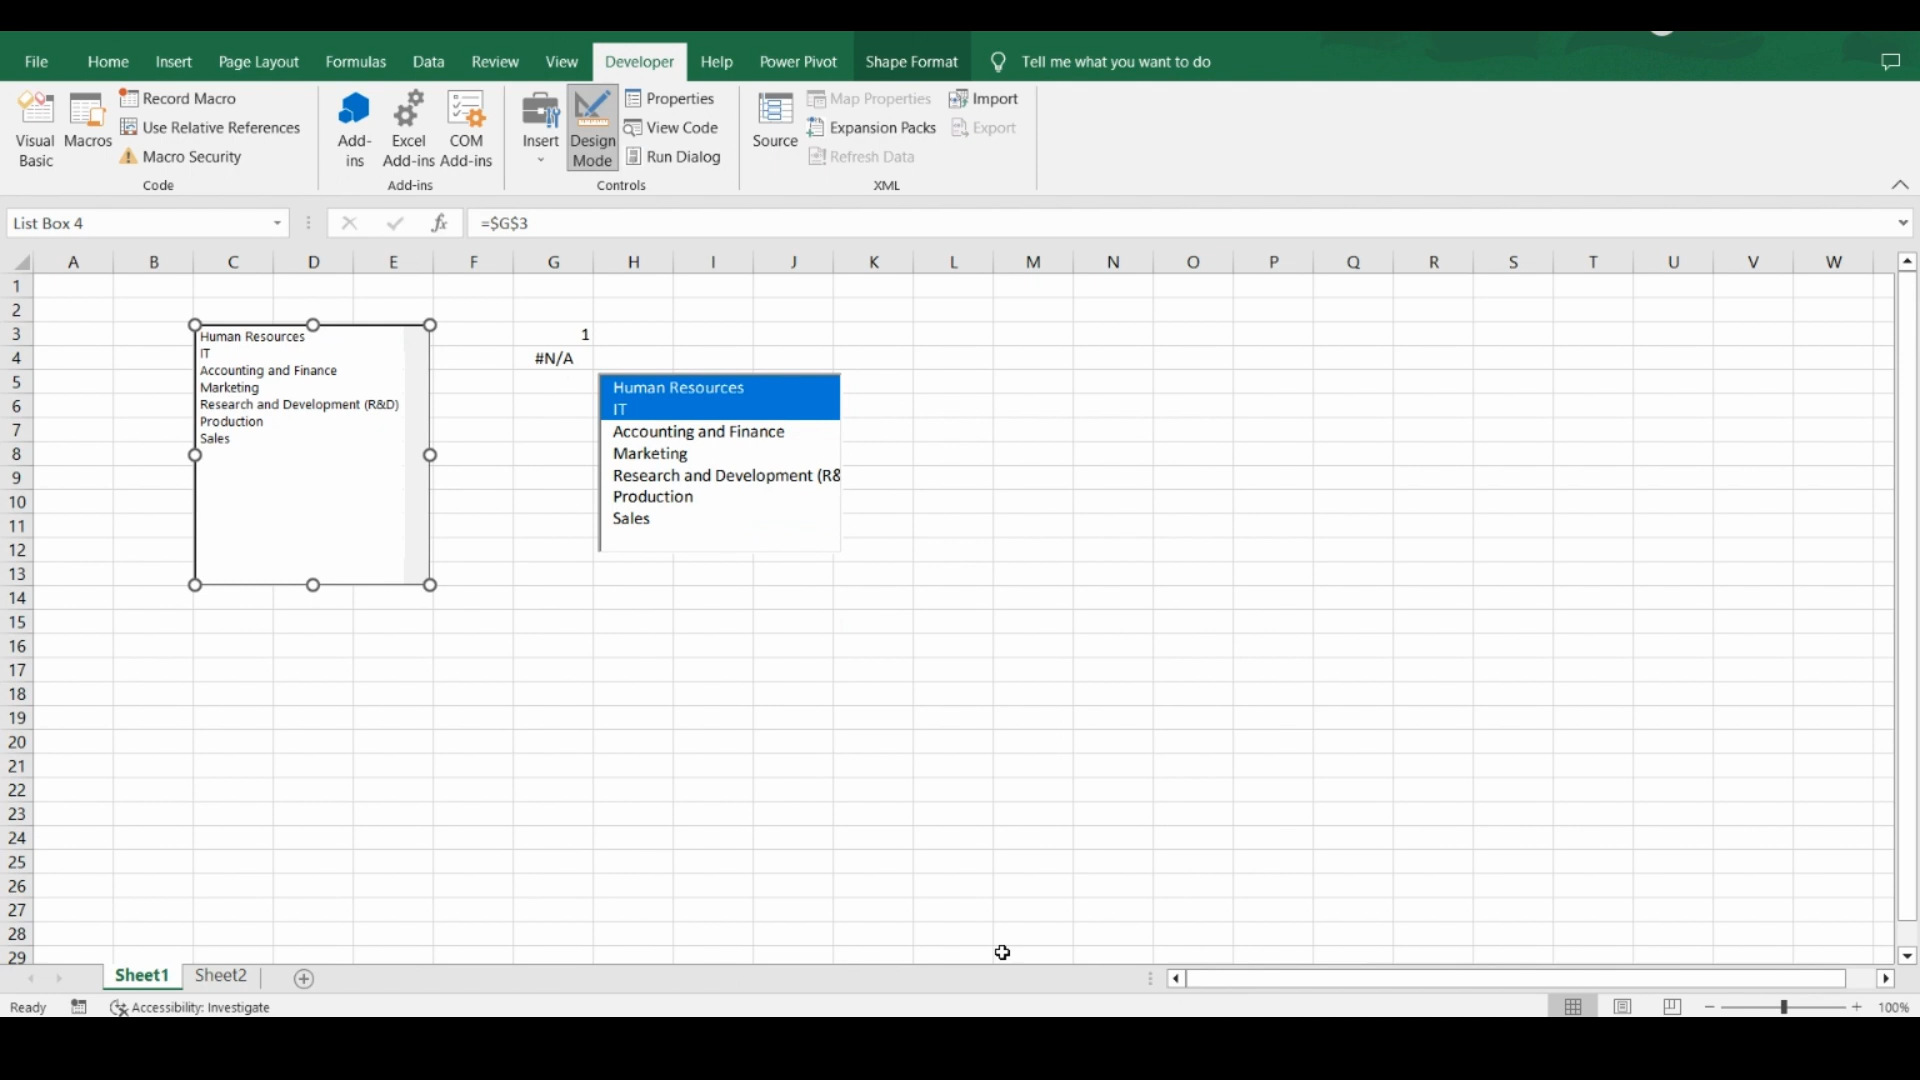 File Home Insert Page Layout Formulas Data Review View Developer Help Power Pivot Shape Format Tell me what you want to do
Visual Basic
Macros
Record Macro
Use Relative References
Macro Security
Code
Add-ins
Excel Add-ins
COM Add-ins
Add-ins
Insert
Design Mode
Properties
View Code
Run Dialog
Controls
Source
Map Properties
Expansion Packs
Refresh Data
Import
Export
XML
List Box 4 fx =$G$3
A B C D E F G H I J K L M N O P Q R S T U V W
1
2
3
4
5
6
7
8
9
10
11
12
13
14
15
16
17
18
19
20
21
22
23
24
25
26
27
28
29
Human Resources
IT
Accounting and Finance
Marketing
Research and Development (R&D)
Production
Sales
1
#N/A
Human Resources
IT
Accounting and Finance
Marketing
Research and Development (R&
Production
Sales
Sheet1 Sheet2
Ready Accessibility: Investigate 100%